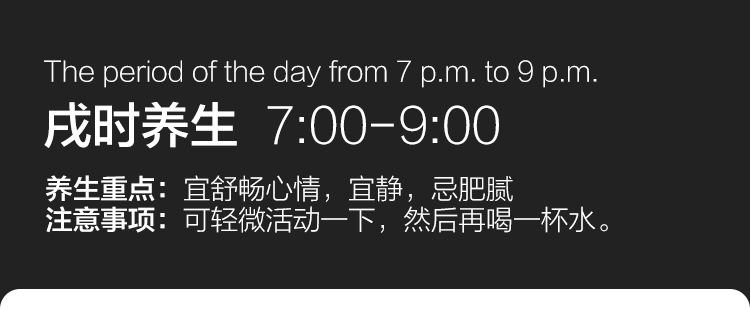 The period of the day from 7 p.m. to 9 p.m.
戌时养生 7:00-9:00
养生重点：宜舒畅心情，宜静，忌肥腻
注意事项：可轻微活动一下，然后再喝一杯水。